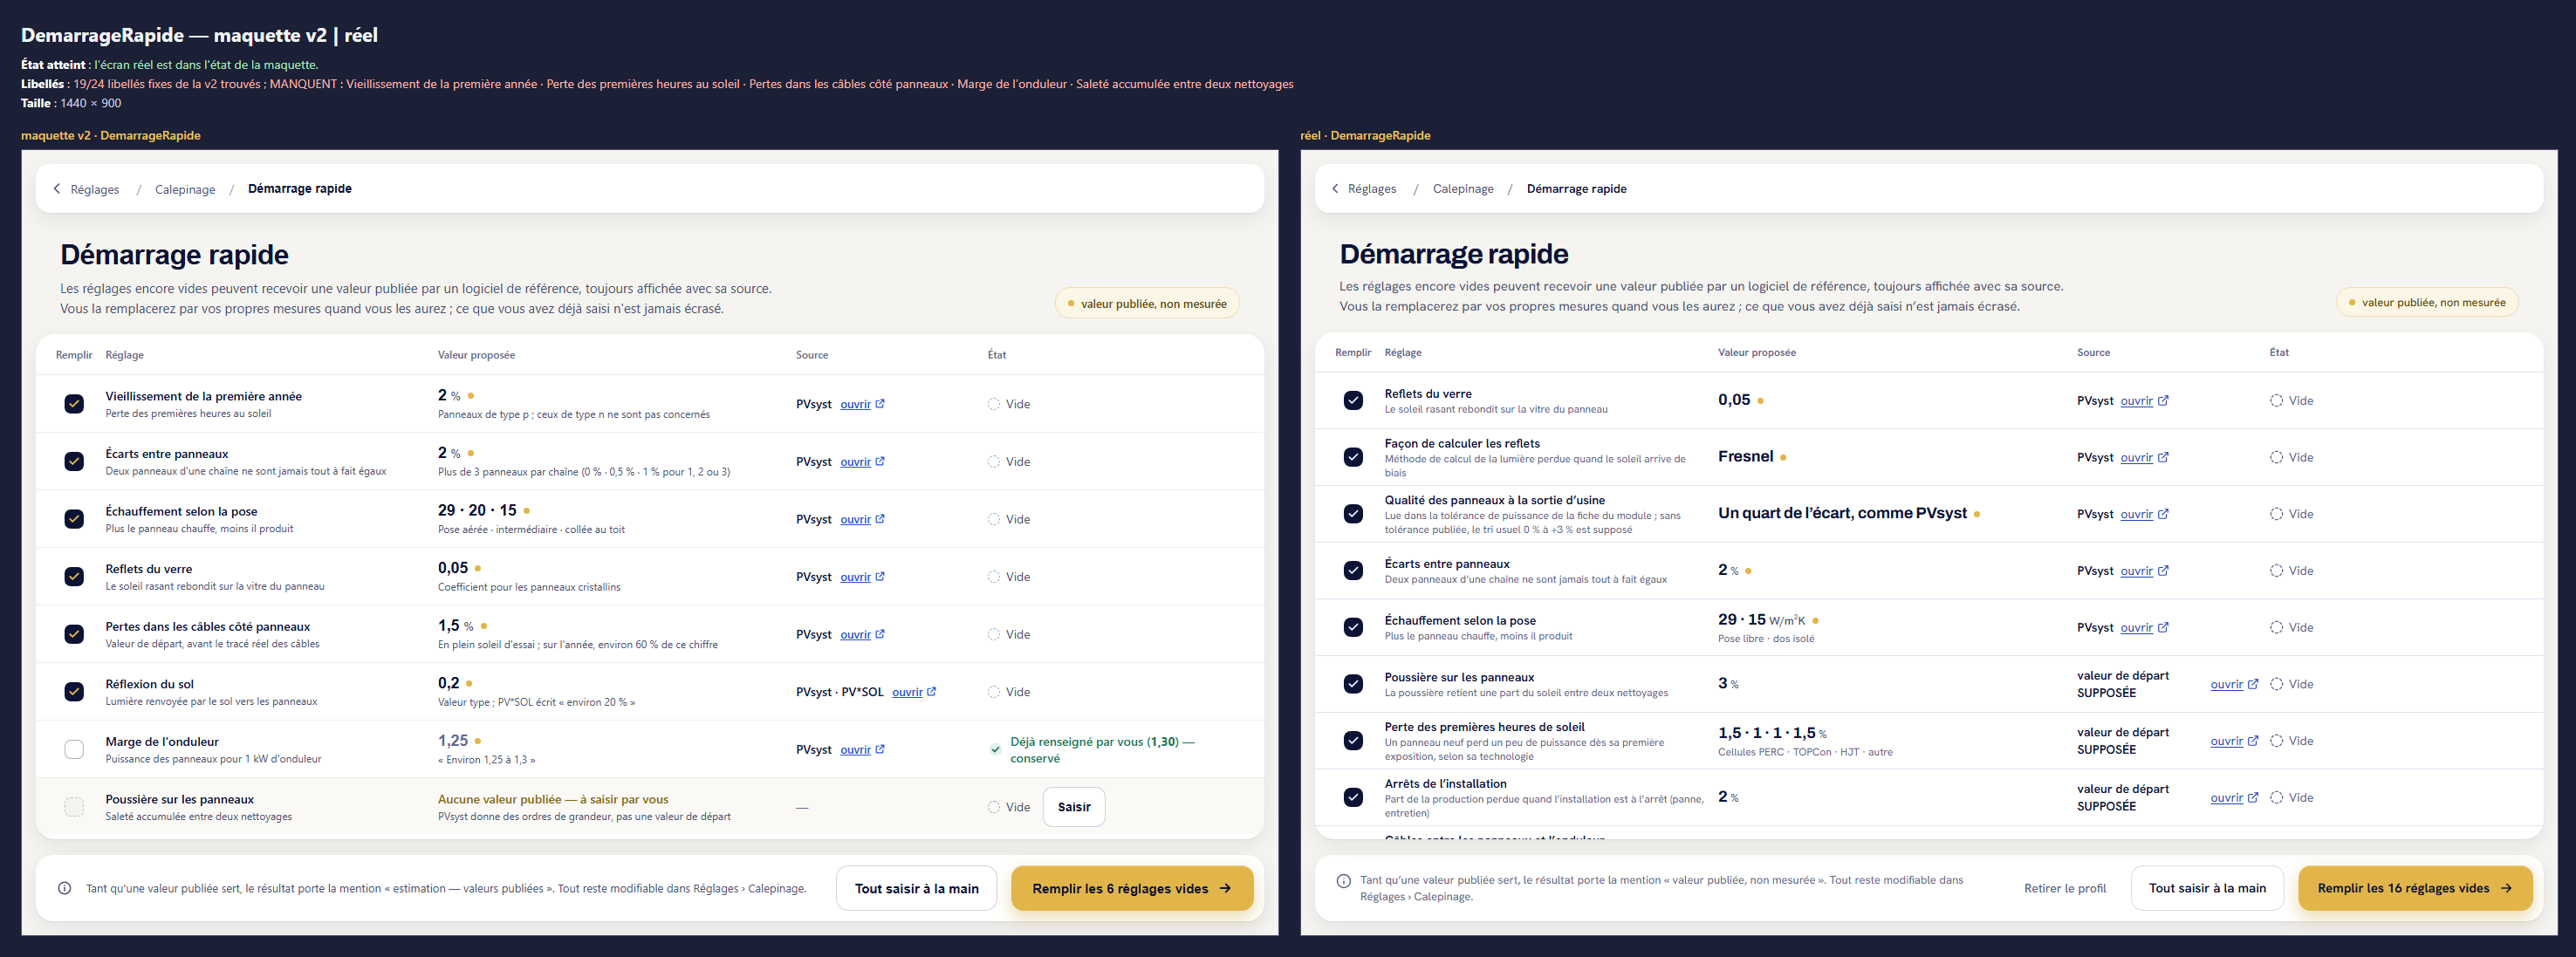 DemarrageRapide — maquette v2 | réel
État atteint : l'écran réel est dans l'état de la maquette.
Libellés : 19/24 libellés fixes de la v2 trouvés ; MANQUENT : Vieillissement de la première année · Perte des premières heures au soleil · Pertes dans les câbles côté panneaux · Marge de l'onduleur · Saleté accumulée entre deux nettoyages
Taille : 1440 × 900
maquette v2 · DemarrageRapide
Réglages / Calepinage / Démarrage rapide
Démarrage rapide
Les réglages encore vides peuvent recevoir une valeur publiée par un logiciel de référence, toujours affichée avec sa source.
Vous la remplacerez par vos propres mesures quand vous les aurez ; ce que vous avez déjà saisi n'est jamais écrasé.
valeur publiée, non mesurée
Remplir Réglage Valeur proposée Source État
Vieillissement de la première année 2 % PVsyst ouvrir Vide
Perte des premières heures au soleil Panneaux de type p ; ceux de type n ne sont pas concernés
Écarts entre panneaux 2 % PVsyst ouvrir Vide
Deux panneaux d'une chaîne ne sont jamais tout à fait égaux Plus de 3 panneaux par chaîne (0 % · 0,5 % · 1 % pour 1, 2 ou 3)
Échauffement selon la pose 29 · 20 · 15 PVsyst ouvrir Vide
Plus le panneau chauffe, moins il produit Pose aérée · intermédiaire · collée au toit
Reflets du verre 0,05 PVsyst ouvrir Vide
Le soleil rasant rebondit sur la vitre du panneau Coefficient pour les panneaux cristallins
Pertes dans les câbles côté panneaux 1,5 % PVsyst ouvrir Vide
Valeur de départ, avant le tracé réel des câbles En plein soleil d'essai ; sur l'année, environ 60 % de ce chiffre
Réflexion du sol 0,2 PVsyst · PV*SOL ouvrir Vide
Lumière renvoyée par le sol vers les panneaux Valeur type ; PV*SOL écrit « environ 20 % »
Marge de l'onduleur 1,25 PVsyst ouvrir Déjà renseigné par vous (1,30) —
conservé
Puissance des panneaux pour 1 kW d'onduleur « Environ 1,25 à 1,3 »
Poussière sur les panneaux Aucune valeur publiée — à saisir par vous — Vide Saisir
Saleté accumulée entre deux nettoyages PVsyst donne des ordres de grandeur, pas une valeur de départ
Tant qu'une valeur publiée sert, le résultat porte la mention « estimation — valeurs publiées ». Tout reste modifiable dans Réglages › Calepinage.
Tout saisir à la main
Remplir les 6 réglages vides →
réel · DemarrageRapide
Réglages / Calepinage / Démarrage rapide
Démarrage rapide
Les réglages encore vides peuvent recevoir une valeur publiée par un logiciel de référence, toujours affichée avec sa source.
Vous la remplacerez par vos propres mesures quand vous les aurez ; ce que vous avez déjà saisi n’est jamais écrasé.
valeur publiée, non mesurée
Remplir Réglage Valeur proposée Source État
Reflets du verre 0,05 PVsyst ouvrir Vide
Le soleil rasant rebondit sur la vitre du panneau
Façon de calculer les reflets Fresnel PVsyst ouvrir Vide
Méthode de calcul de la lumière perdue quand le soleil arrive de
biais
Qualité des panneaux à la sortie d’usine Un quart de l’écart, comme PVsyst PVsyst ouvrir Vide
Lue dans la tolérance de puissance de la fiche du module ; sans
tolérance publiée, le tri usuel 0 % à +3 % est supposé
Écarts entre panneaux 2 % PVsyst ouvrir Vide
Deux panneaux d’une chaîne ne sont jamais tout à fait égaux
Échauffement selon la pose 29 · 15 W/m²K PVsyst ouvrir Vide
Plus le panneau chauffe, moins il produit Pose libre · dos isolé
Poussière sur les panneaux 3 % valeur de départ
SUPPOSÉE ouvrir Vide
La poussière retient une part du soleil entre deux nettoyages
Perte des premières heures de soleil 1,5 · 1 · 1 · 1,5 % valeur de départ
SUPPOSÉE ouvrir Vide
Un panneau neuf perd un peu de puissance dès sa première Cellules PERC · TOPCon · HJT · autre
exposition, selon sa technologie
Arrêts de l’installation 2 % valeur de départ
SUPPOSÉE ouvrir Vide
Part de la production perdue quand l’installation est à l’arrêt (panne,
entretien)
Câbles entre les panneaux et l’onduleur
Tant qu’une valeur publiée sert, le résultat porte la mention « valeur publiée, non mesurée ». Tout reste modifiable dans
Réglages › Calepinage.
Retirer le profil
Tout saisir à la main
Remplir les 16 réglages vides →